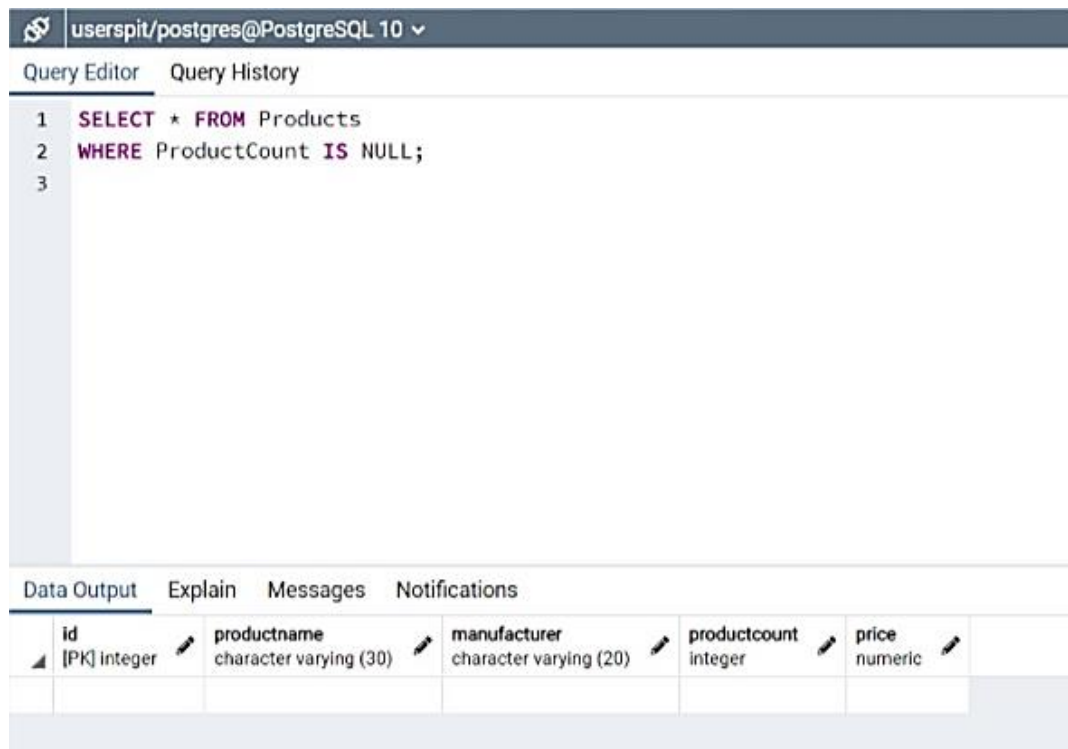 userspit/postgres@PostgreSQL 10
Query Editor Query History
1 SELECT * FROM Products
2 WHERE ProductCount IS NULL;
3
Data Output Explain Messages Notifications
id productname manufacturer productcount price
[PK] integer character varying (30) character varying (20) integer numeric